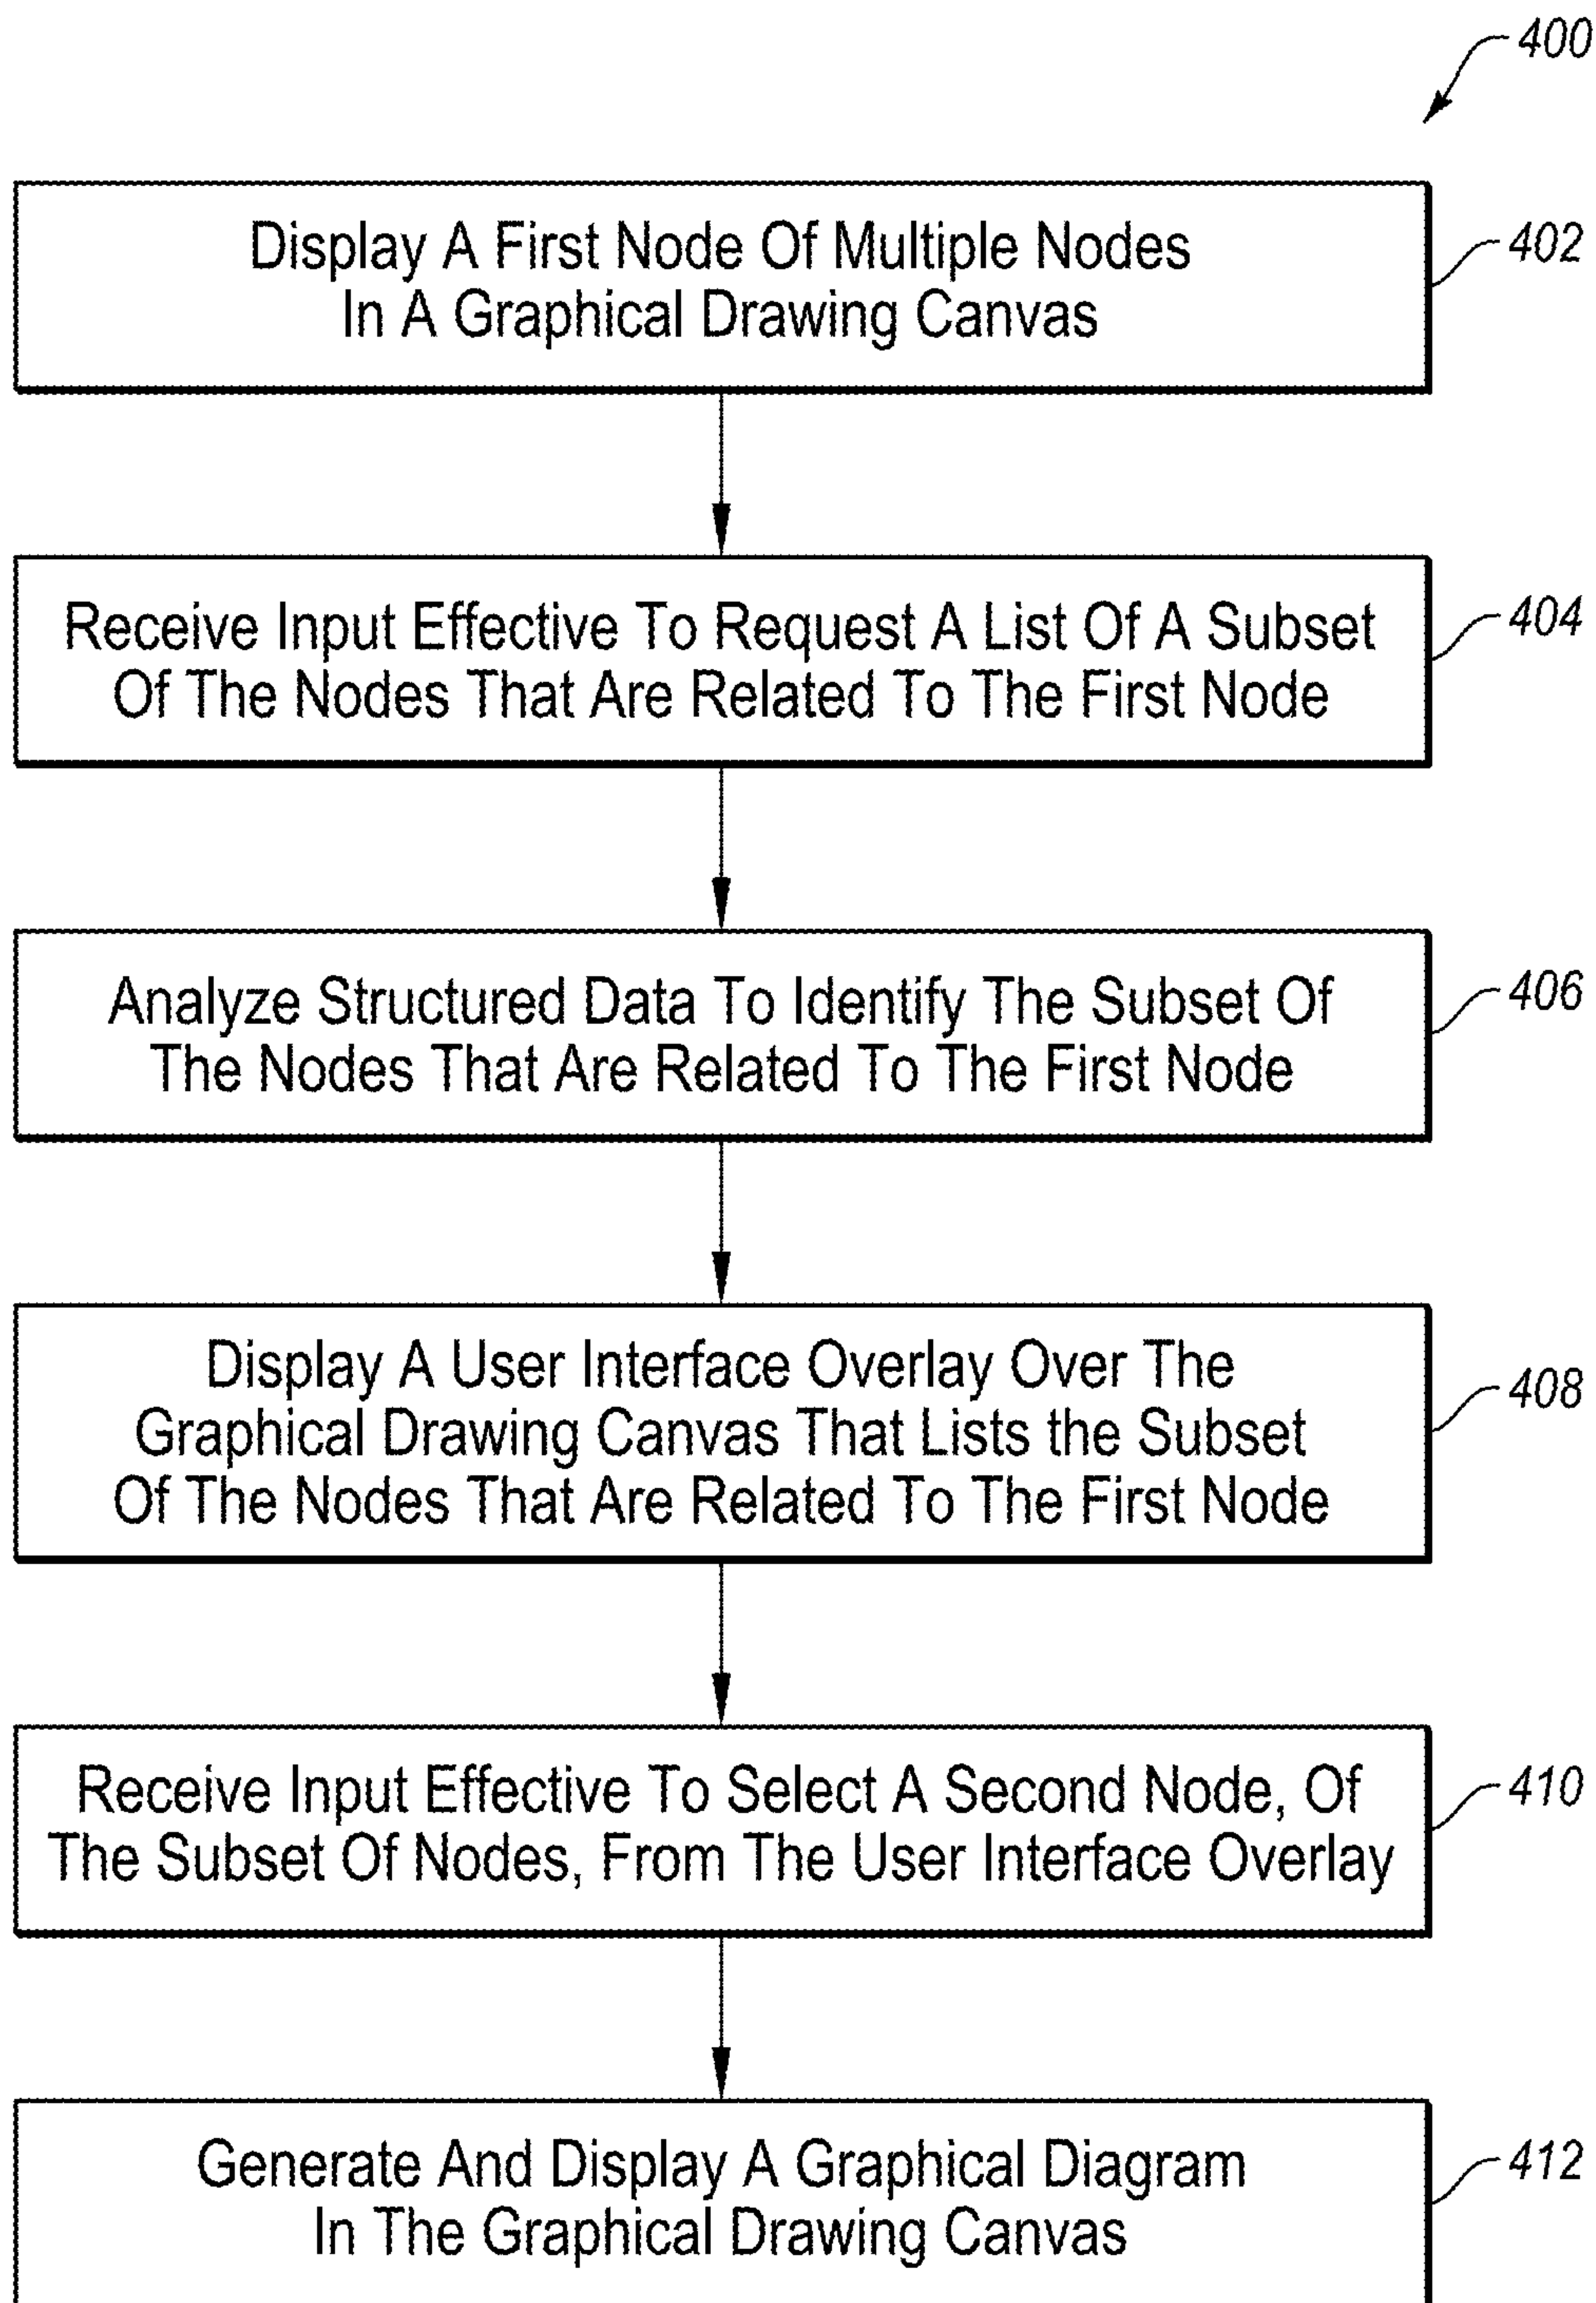 400
Display A First Node Of Multiple Nodes
In A Graphical Drawing Canvas
402
Receive Input Effective To Request A List Of A Subset
Of The Nodes That Are Related To The First Node
404
Analyze Structured Data To Identify The Subset Of
The Nodes That Are Related To The First Node
406
Display A User Interface Overlay Over The
Graphical Drawing Canvas That Lists the Subset
Of The Nodes That Are Related To The First Node
408
Receive Input Effective To Select A Second Node, Of
The Subset Of Nodes, From The User Interface Overlay
410
Generate And Display A Graphical Diagram
In The Graphical Drawing Canvas
412